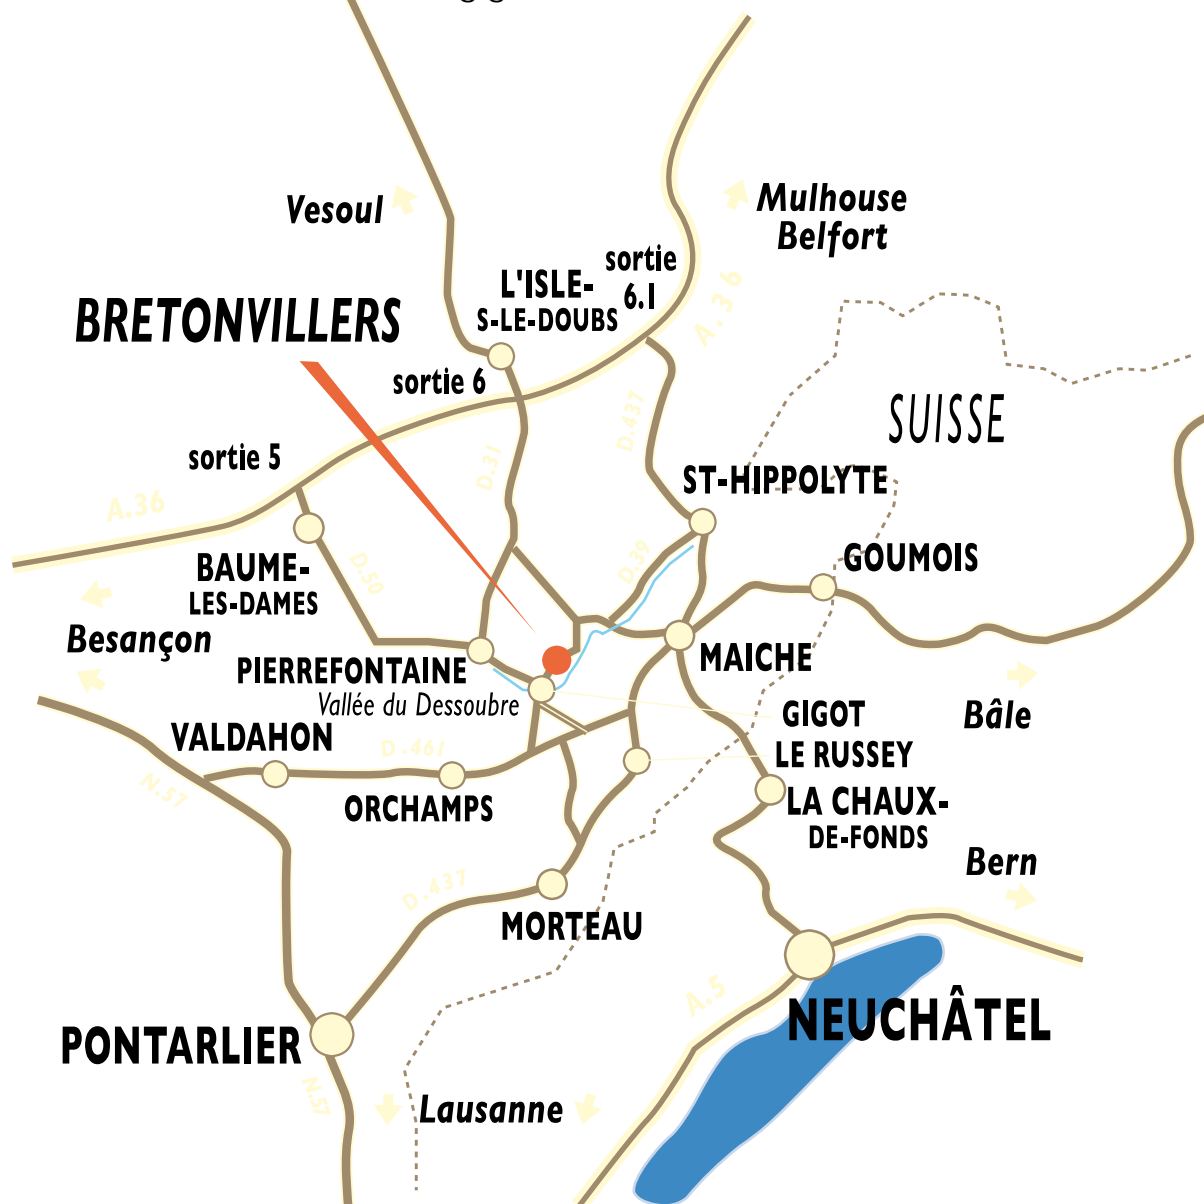 Vesoul
Mulhouse
Belfort
sortie
6.1
L'ISLE-
S-LE-DOUBS
A.36
BRETONVILLERS
sortie 6
D.437
SUISSE
sortie 5
D.31
ST-HIPPOLYTE
A.36
D.39
GOUMOIS
BAUME-
LES-DAMES
D.50
Besançon
PIERREFONTAINE
MAICHE
Vallée du Dessoubre
GIGOT
Bâle
VALDAHON
D.461
LE RUSSEY
N.57
ORCHAMPS
LA CHAUX-
DE-FONDS
Bern
D.437
MORTEAU
A.5
NEUCHÂTEL
PONTARLIER
N.57
Lausanne